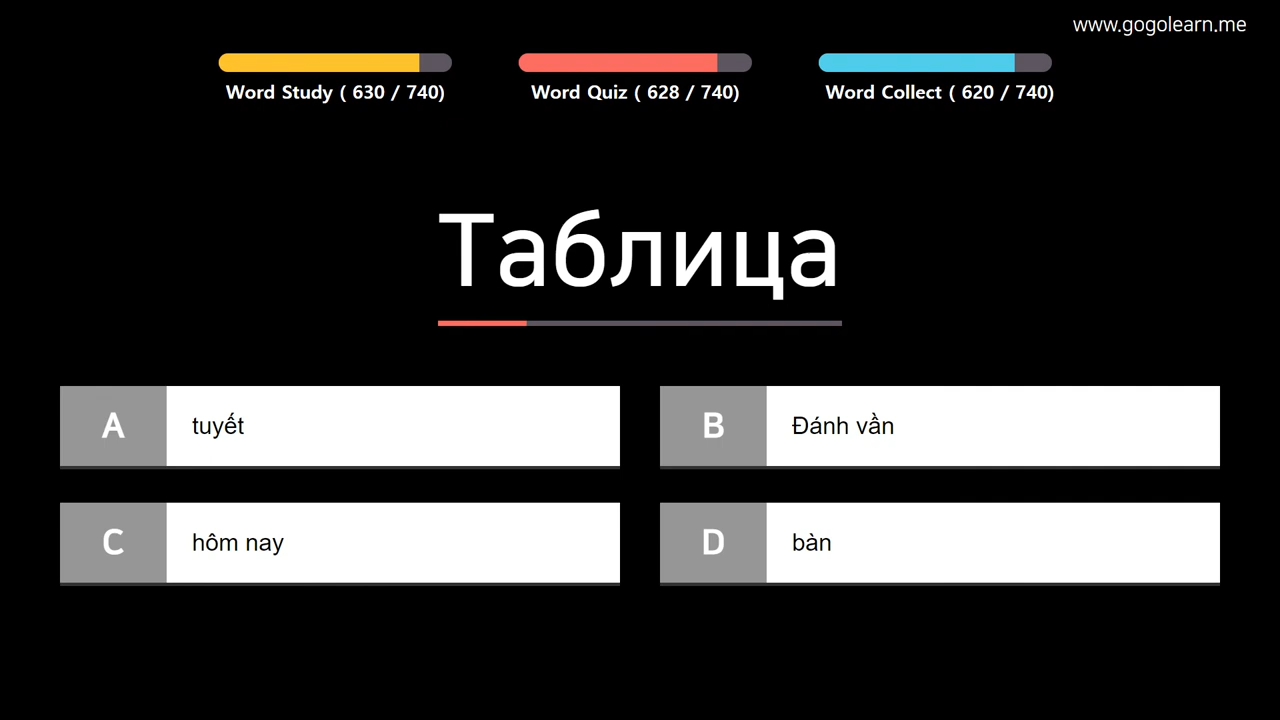 www.gogolearn.me
Word Study ( 630 / 740)
Word Quiz ( 628 / 740)
Word Collect ( 620 / 740)
Таблица
A tuyết
B Đánh vần
C hôm nay
D bàn